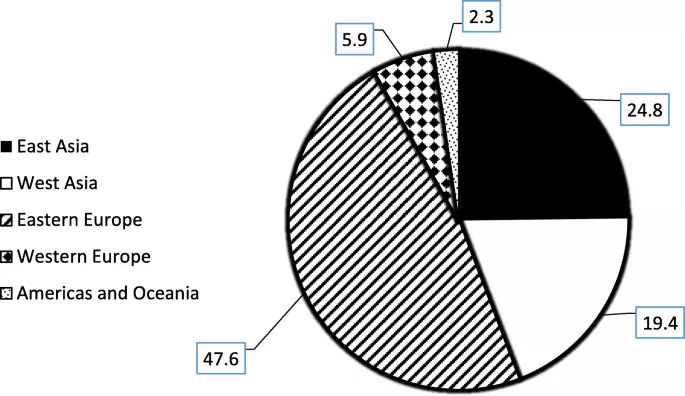 2.3
5.9
24.8
East Asia
West Asia
Eastern Europe
Western Europe
Americas and Oceania
19.4
47.6